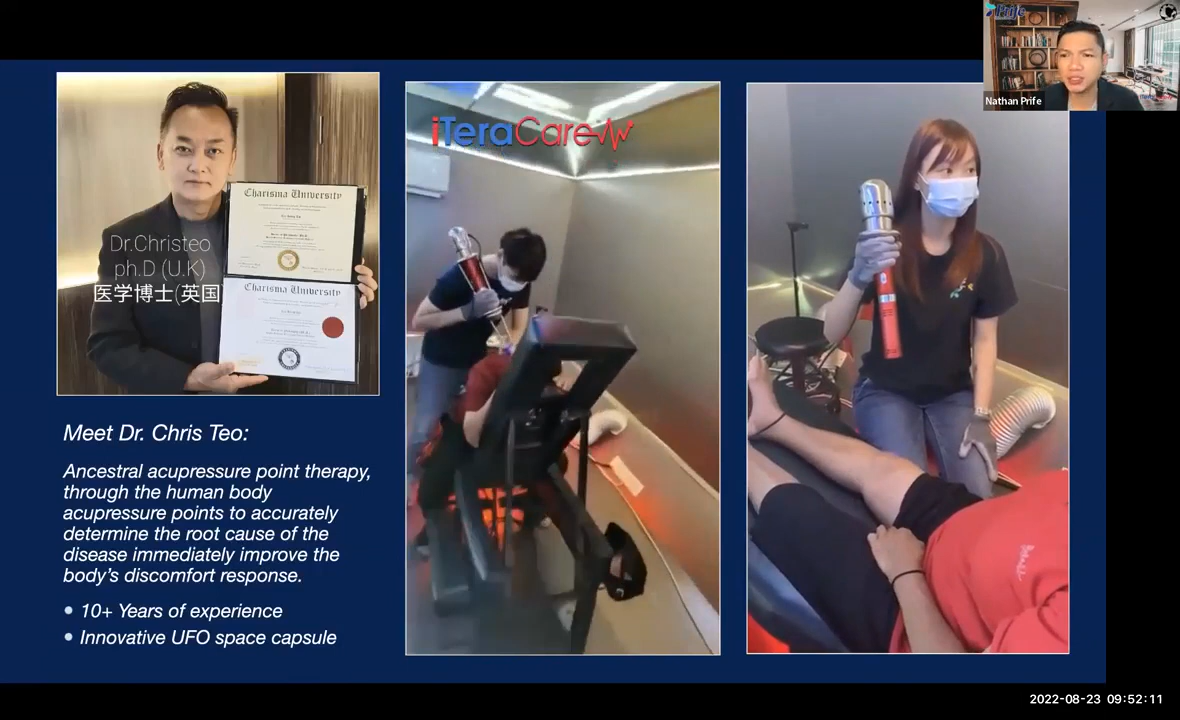 Prife
Nathan Prife
iTeraCare
Charisma University
Charisma University
Dr.Christeo
ph.D (U.K)
医学博士(英国)
Meet Dr. Chris Teo:
Ancestral acupressure point therapy,
through the human body
acupressure points to accurately
determine the root cause of the
disease immediately improve the
body's discomfort response.
• 10+ Years of experience
• Innovative UFO space capsule
2022-08-23 09:52:11